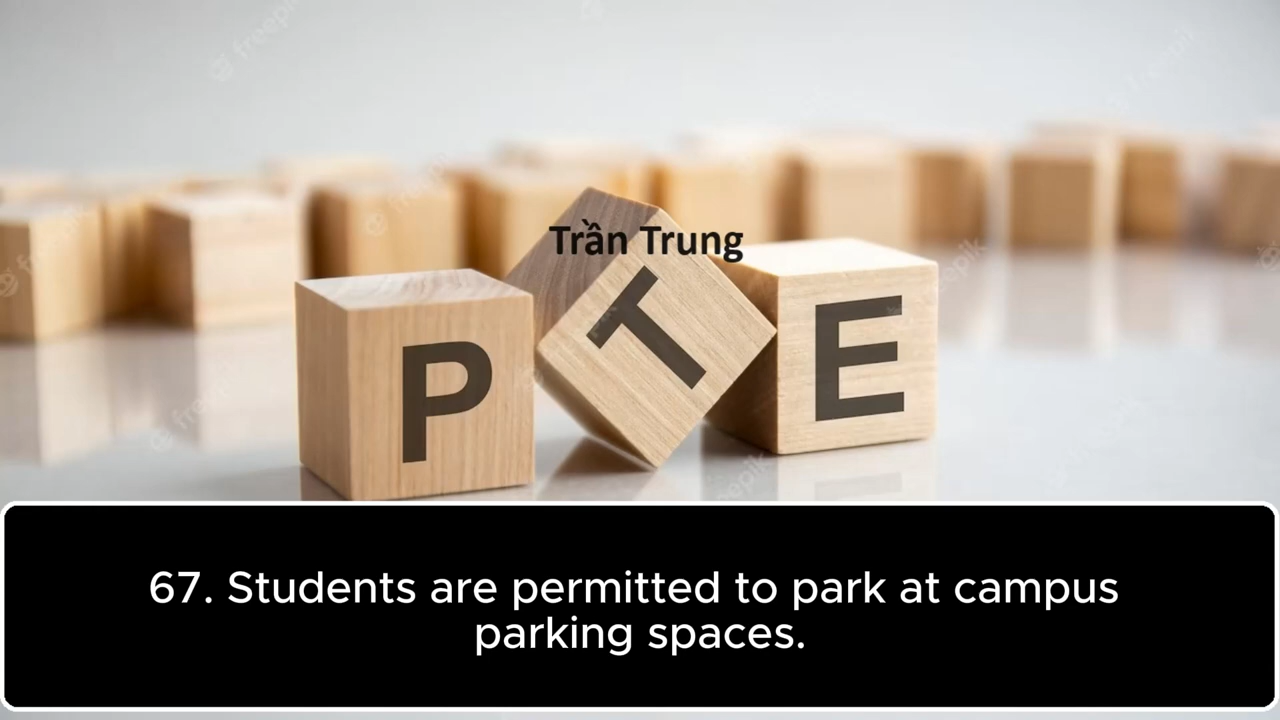 Trần Trung
P T E
67. Students are permitted to park at campus
parking spaces.